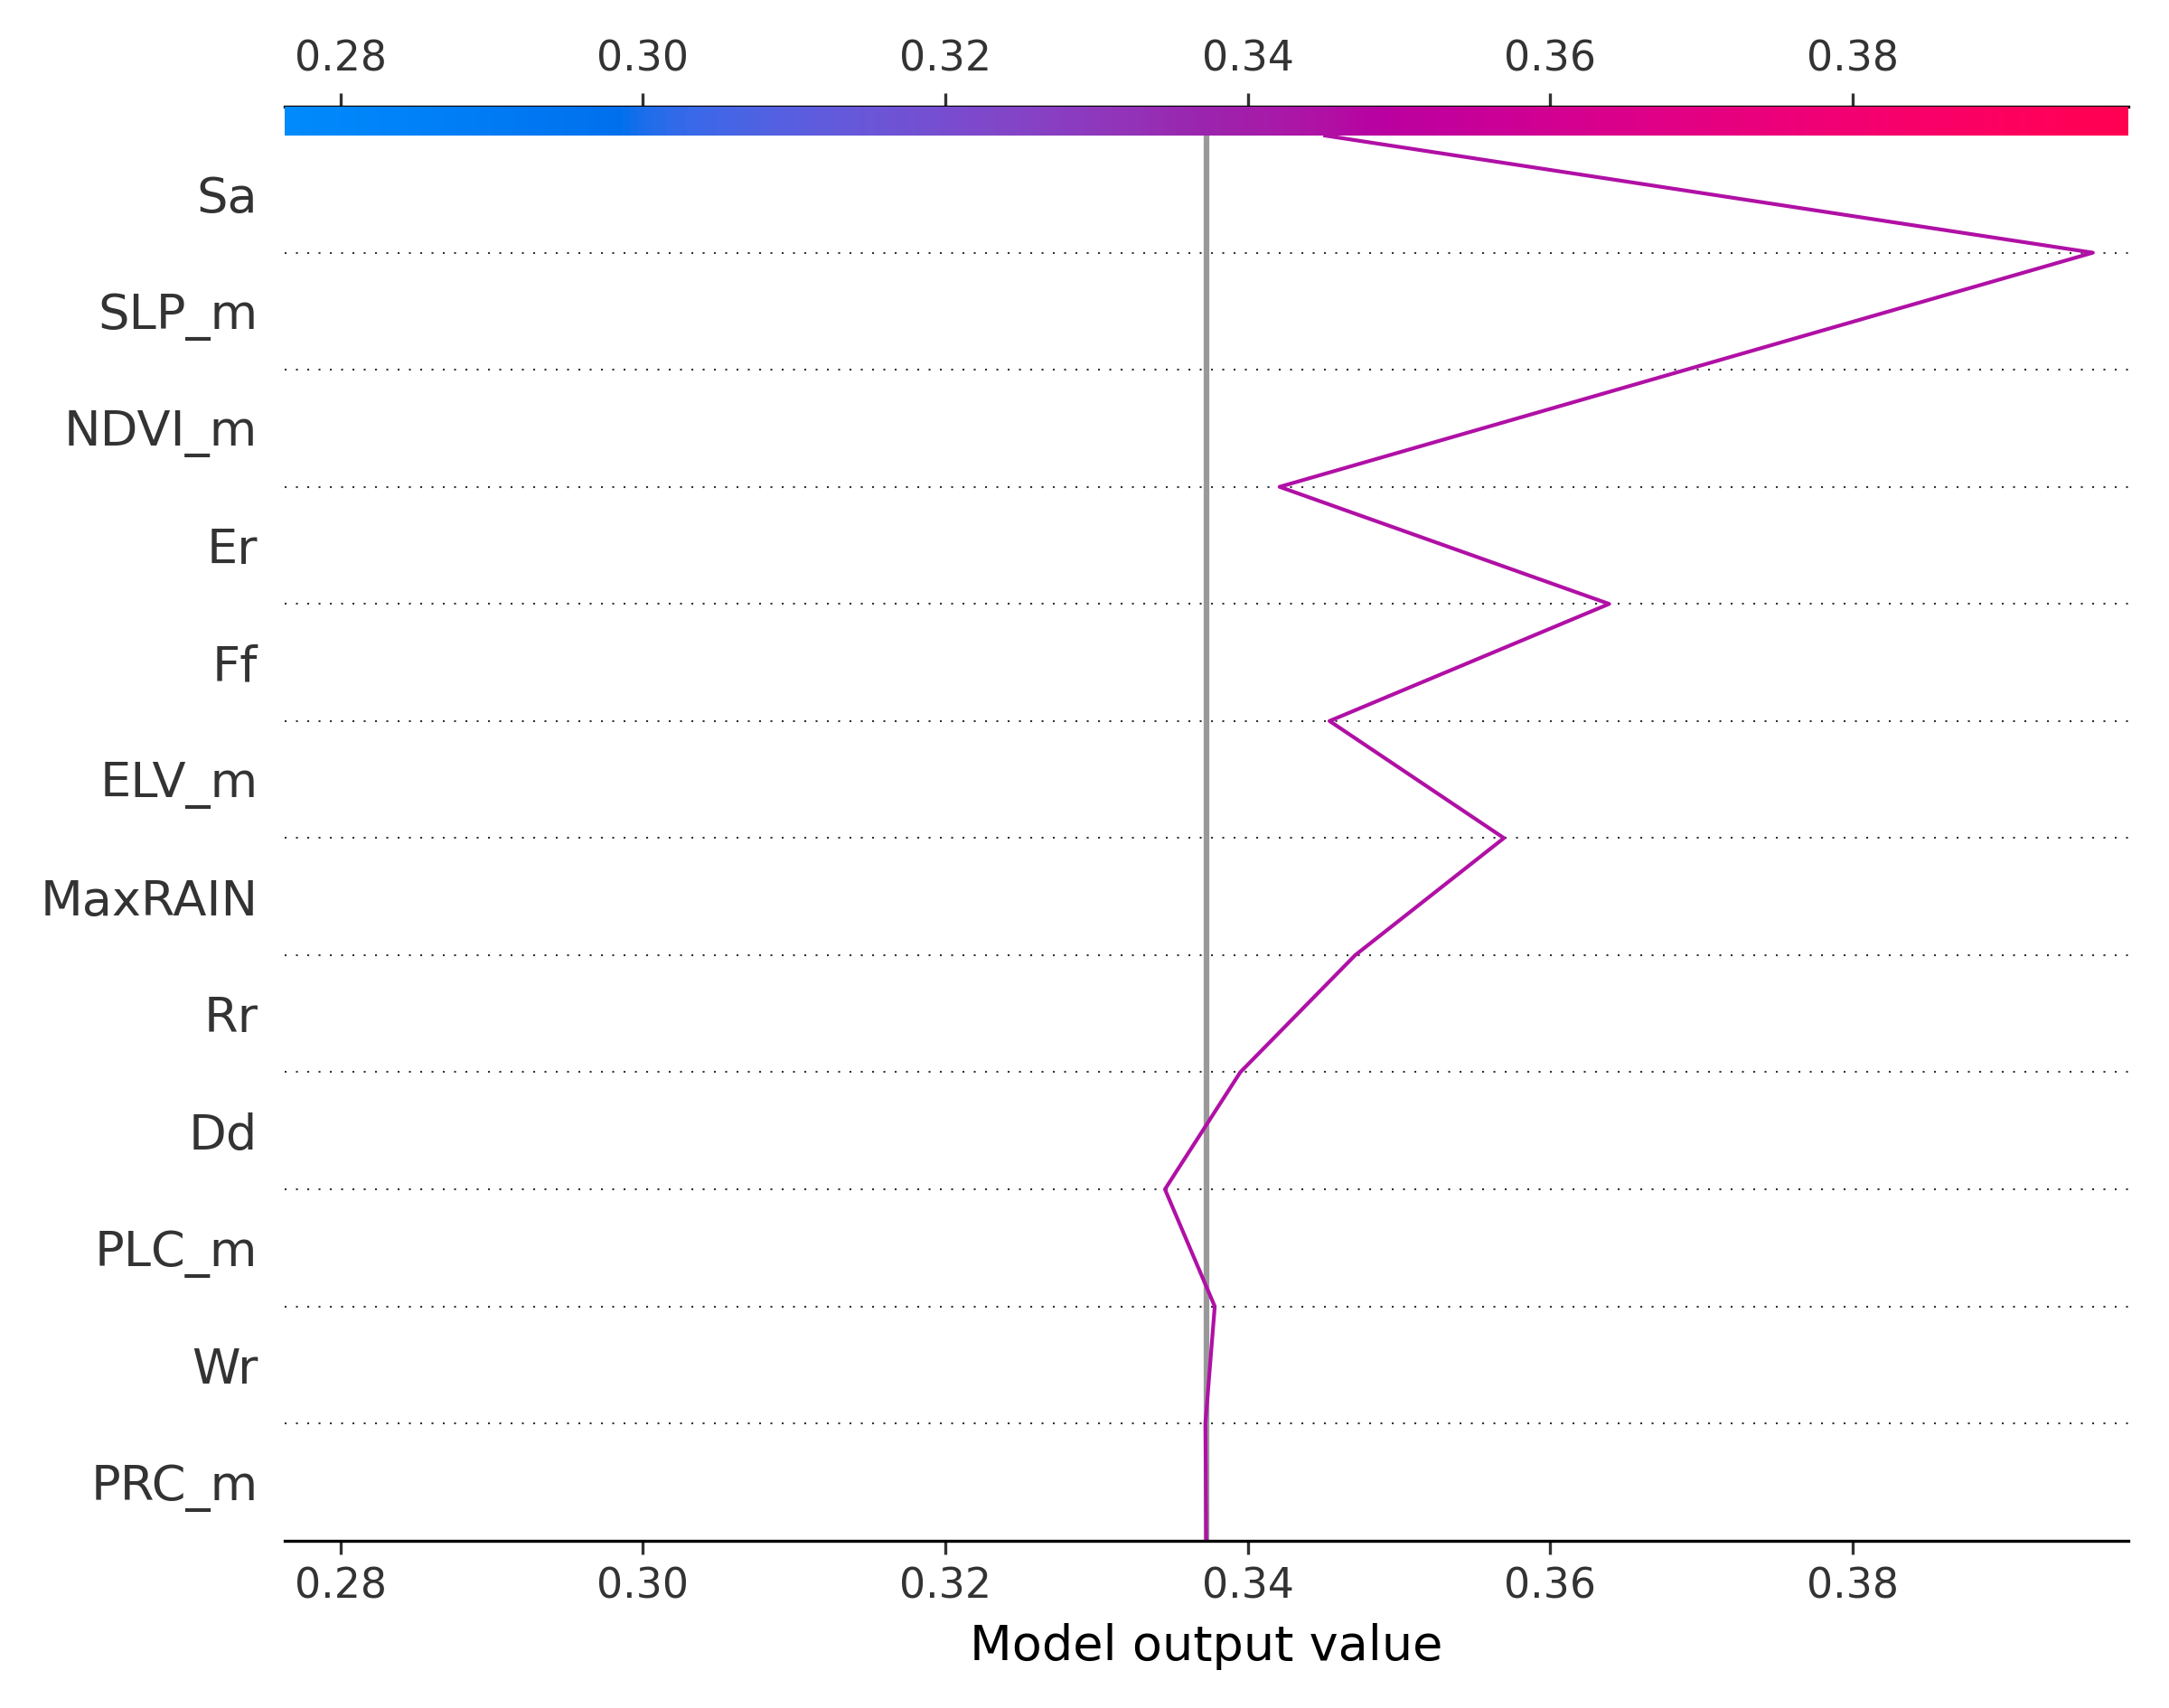 0.28 0.30 0.32 0.34 0.36 0.38
Sa
SLP_m
NDVI_m
Er
Ff
ELV_m
MaxRAIN
Rr
Dd
PLC_m
Wr
PRC_m
0.28 0.30 0.32 0.34 0.36 0.38
Model output value